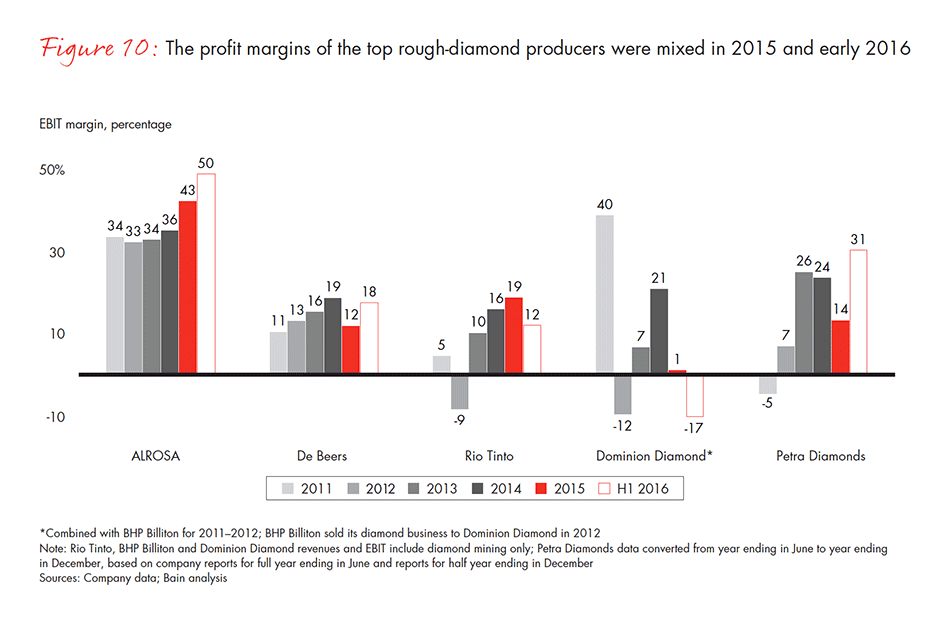 Figure 10: The profit margins of the top rough-diamond producers were mixed in 2015 and early 2016
EBIT margin, percentage
50%
30
10
-10
34 33 34 36 43 50
11 13 16 19 12 18
5 -9 10 16 19 12
40 -12 7 21 1 -17
-5 7 26 24 14 31
ALROSA De Beers Rio Tinto Dominion Diamond* Petra Diamonds
2011 2012 2013 2014 2015 H1 2016
*Combined with BHP Billiton for 2011–2012; BHP Billiton sold its diamond business to Dominion Diamond in 2012
Note: Rio Tinto, BHP Billiton and Dominion Diamond revenues and EBIT include diamond mining only; Petra Diamonds data converted from year ending in June to year ending
in December, based on company reports for full year ending in June and reports for half year ending in December
Sources: Company data; Bain analysis